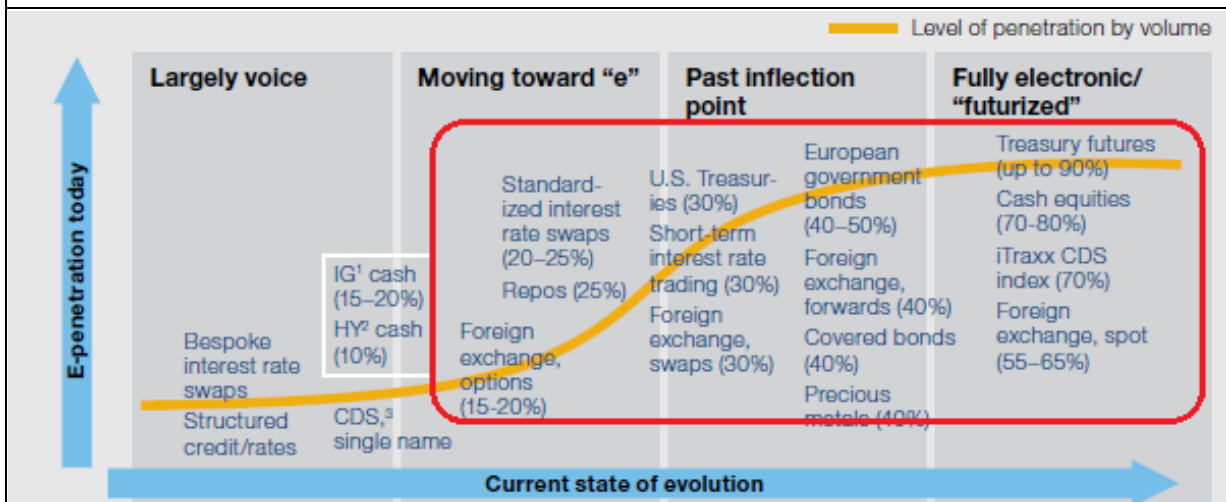 Level of penetration by volume
Largely voice
Moving toward “e”
Past inflection
point
Fully electronic/
“futurized”
E-penetration today
Bespoke
interest rate
swaps
Structured
credit/rates
IG¹ cash
(15–20%)
HY² cash
(10%)
CDS,³
single name
Standard-
ized interest
rate swaps
(20–25%)
Repos (25%)
Foreign
exchange,
options
(15-20%)
U.S. Treasur-
ies (30%)
Short-term
interest rate
trading (30%)
Foreign
exchange,
swaps (30%)
European
government
bonds
(40–50%)
Foreign
exchange,
forwards (40%)
Covered bonds
(40%)
Precious
metals (40%)
Treasury futures
(up to 90%)
Cash equities
(70-80%)
iTraxx CDS
index (70%)
Foreign
exchange, spot
(55–65%)
Current state of evolution